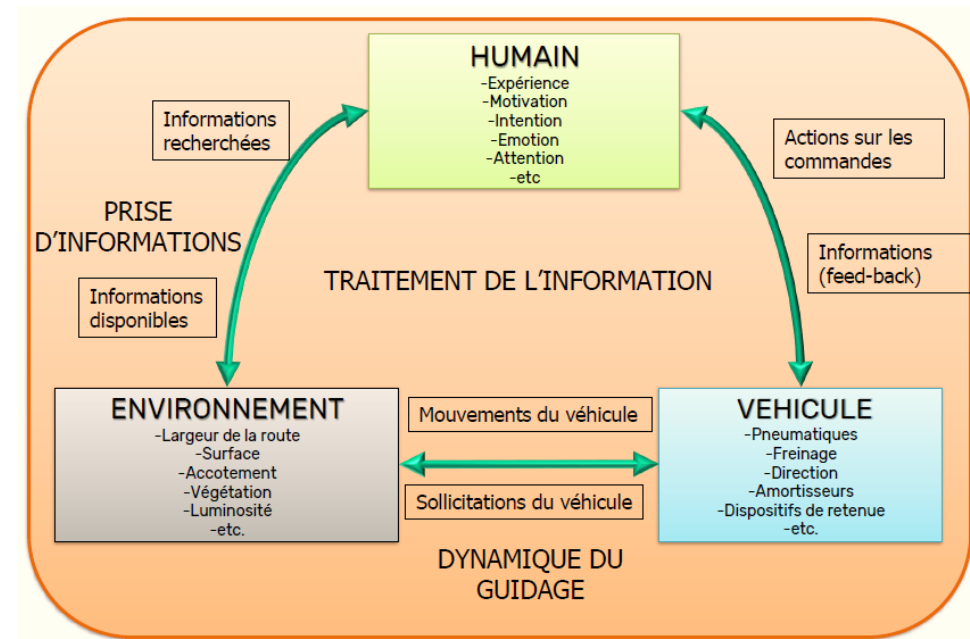 HUMAIN
-Expérience
-Motivation
-Intention
-Emotion
-Attention
-etc
Informations
recherchées
Actions sur les
commandes
PRISE
D'INFORMATIONS
Informations
(feed-back)
TRAITEMENT DE L'INFORMATION
Informations
disponibles
ENVIRONNEMENT
-Largeur de la route
-Surface
-Accotement
-Végétation
-Luminosité
-etc.
Mouvements du véhicule
Sollicitations du véhicule
VEHICULE
-Pneumatiques
-Freinage
-Direction
-Amortisseurs
-Dispositifs de retenue
-etc.
DYNAMIQUE DU
GUIDAGE